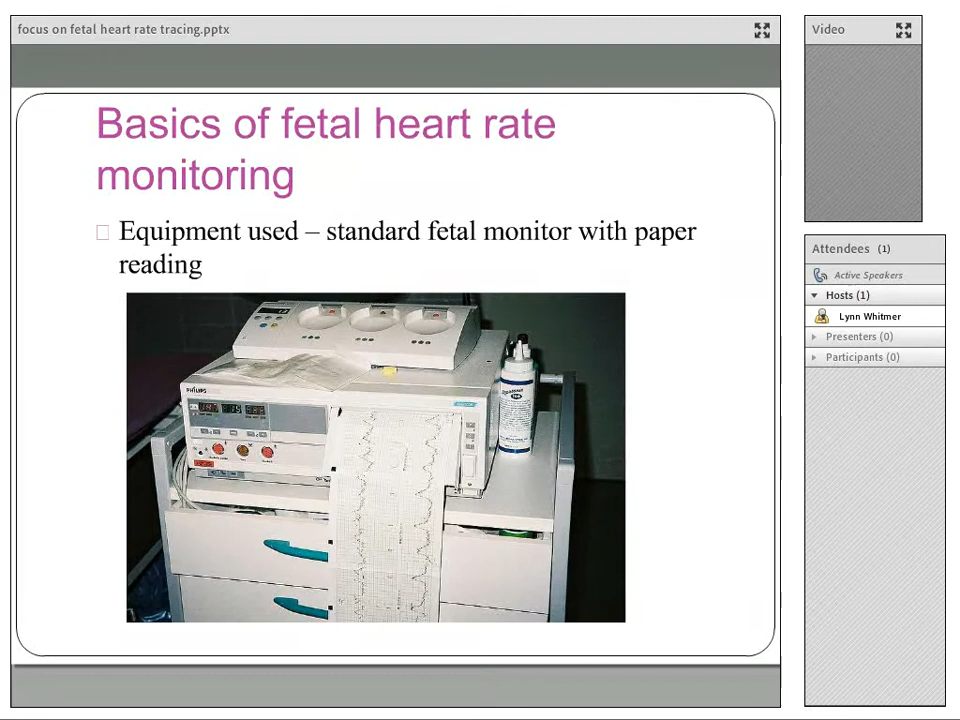 focus on fetal heart rate tracing.pptx
Basics of fetal heart rate
monitoring
Equipment used – standard fetal monitor with paper
reading
PHILIPS
Video
Attendees (1)
Active Speakers
Hosts (1)
Lynn Whitmer
Presenters (0)
Participants (0)